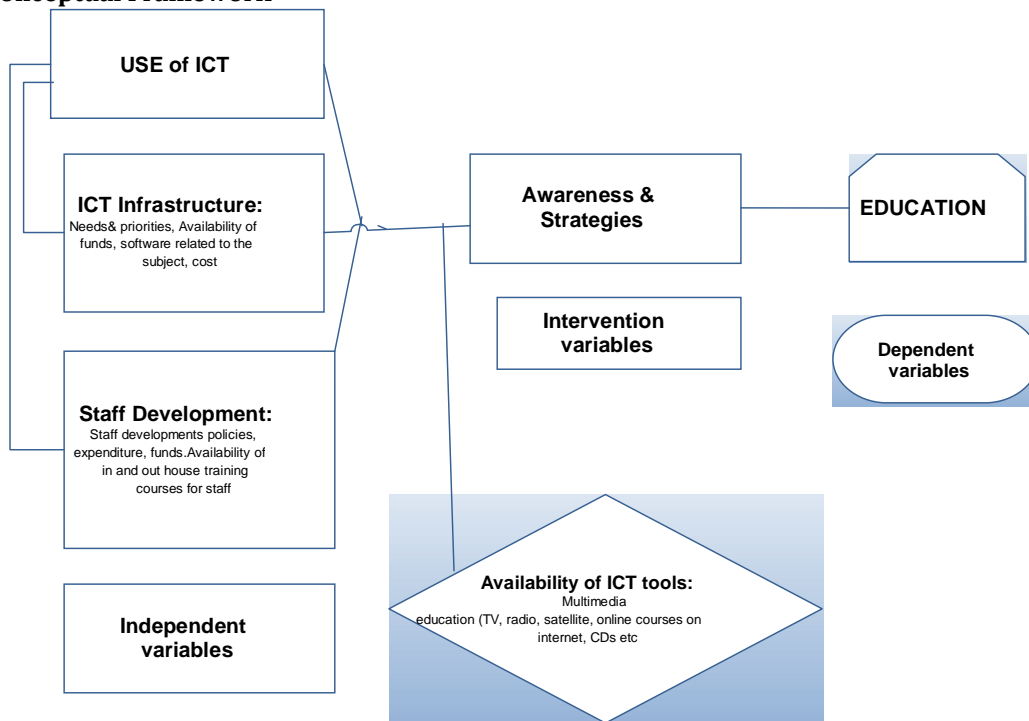 USE of ICT
ICT Infrastructure:
Needs& priorities, Availability of
funds, software related to the
subject, cost
Staff Development:
Staff developments policies,
expenditure, funds.Availability of
in and out house training
courses for staff
Independent
variables
Awareness &
Strategies
Intervention
variables
Availability of ICT tools:
Multimedia
education (TV, radio, satellite, online courses on
internet, CDs etc
EDUCATION
Dependent
variables